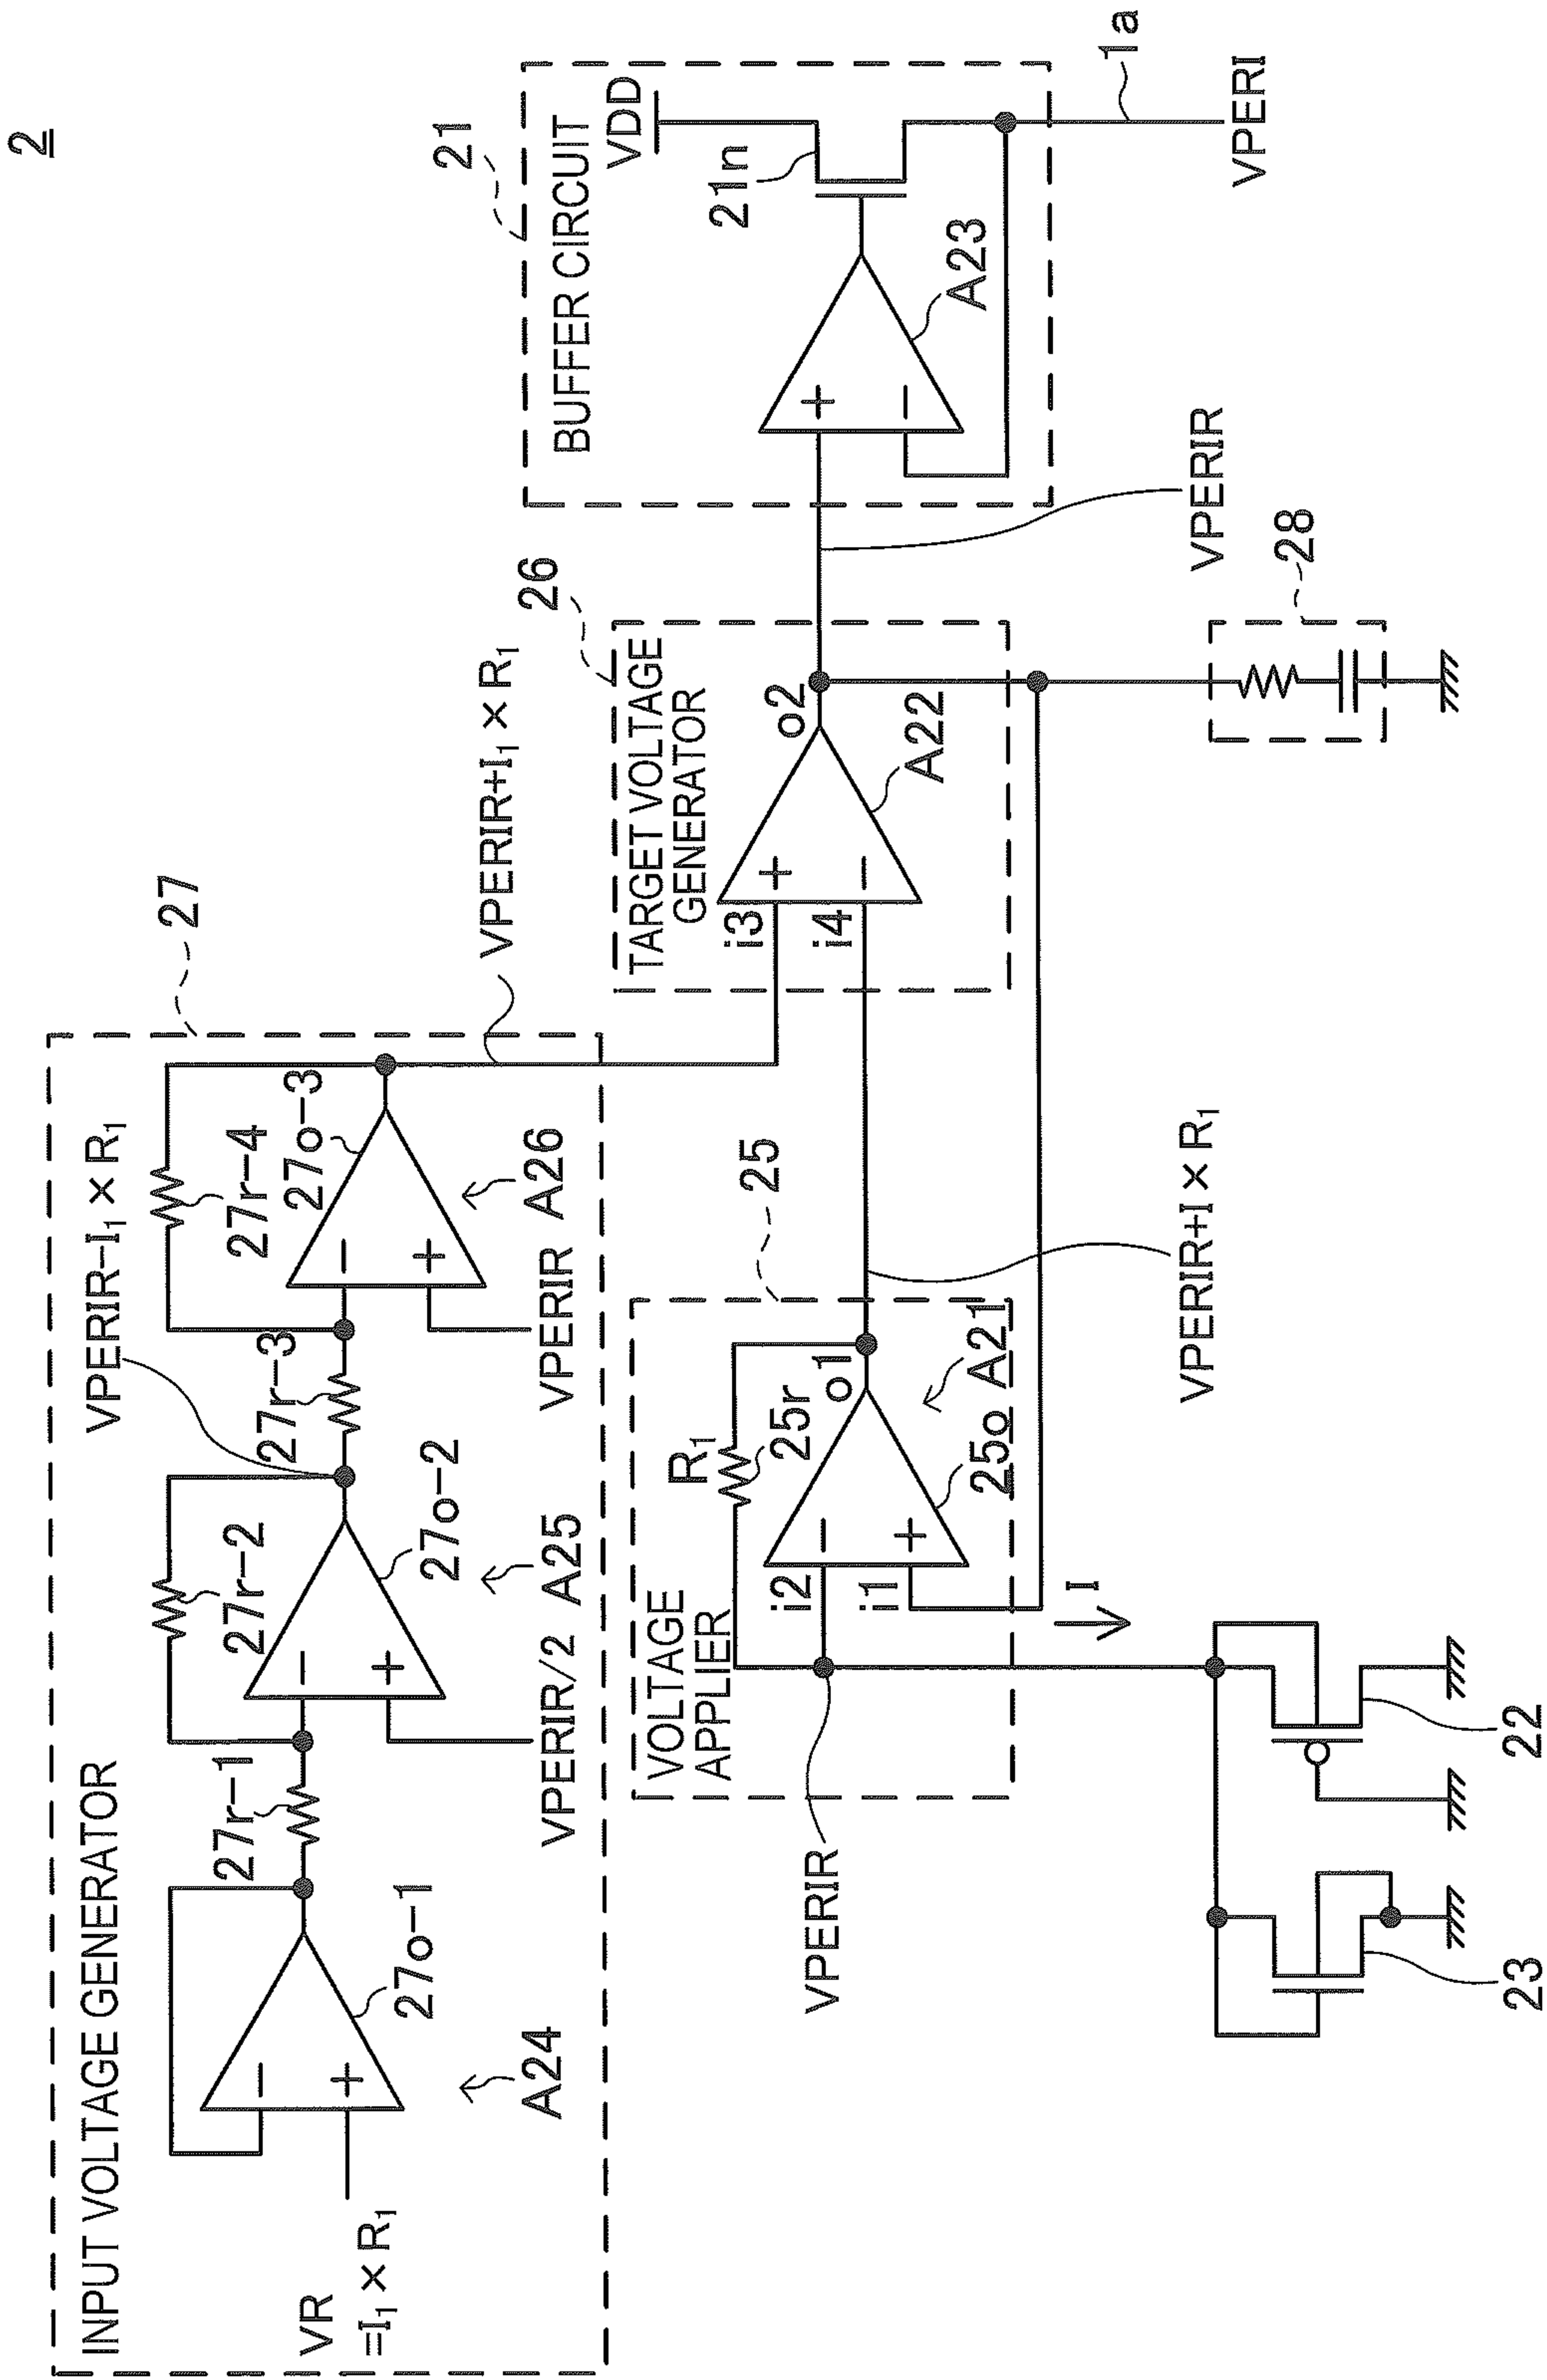 2
INPUT VOLTAGE GENERATOR
27
VR
=I₁×R₁
A24
27o-1
27r-1
27r-2
27o-2
A25
VPERIR/2
VPERIR-I₁×R₁
27r-3
27r-4
27o-3
A26
VPERIR
VPERIR+I₁×R₁
VOLTAGE
APPLIER
25
R₁
25r
i2
i1
o1
25o
A21
VPERIR
I
VPERIR+I×R₁
TARGET VOLTAGE
GENERATOR
26
i3
i4
o2
A22
VPERIR
28
BUFFER CIRCUIT
21
VDD
21n
A23
1a
VPERI
23
22
+
−
+
−
+
−
+
−
+
−
+
−